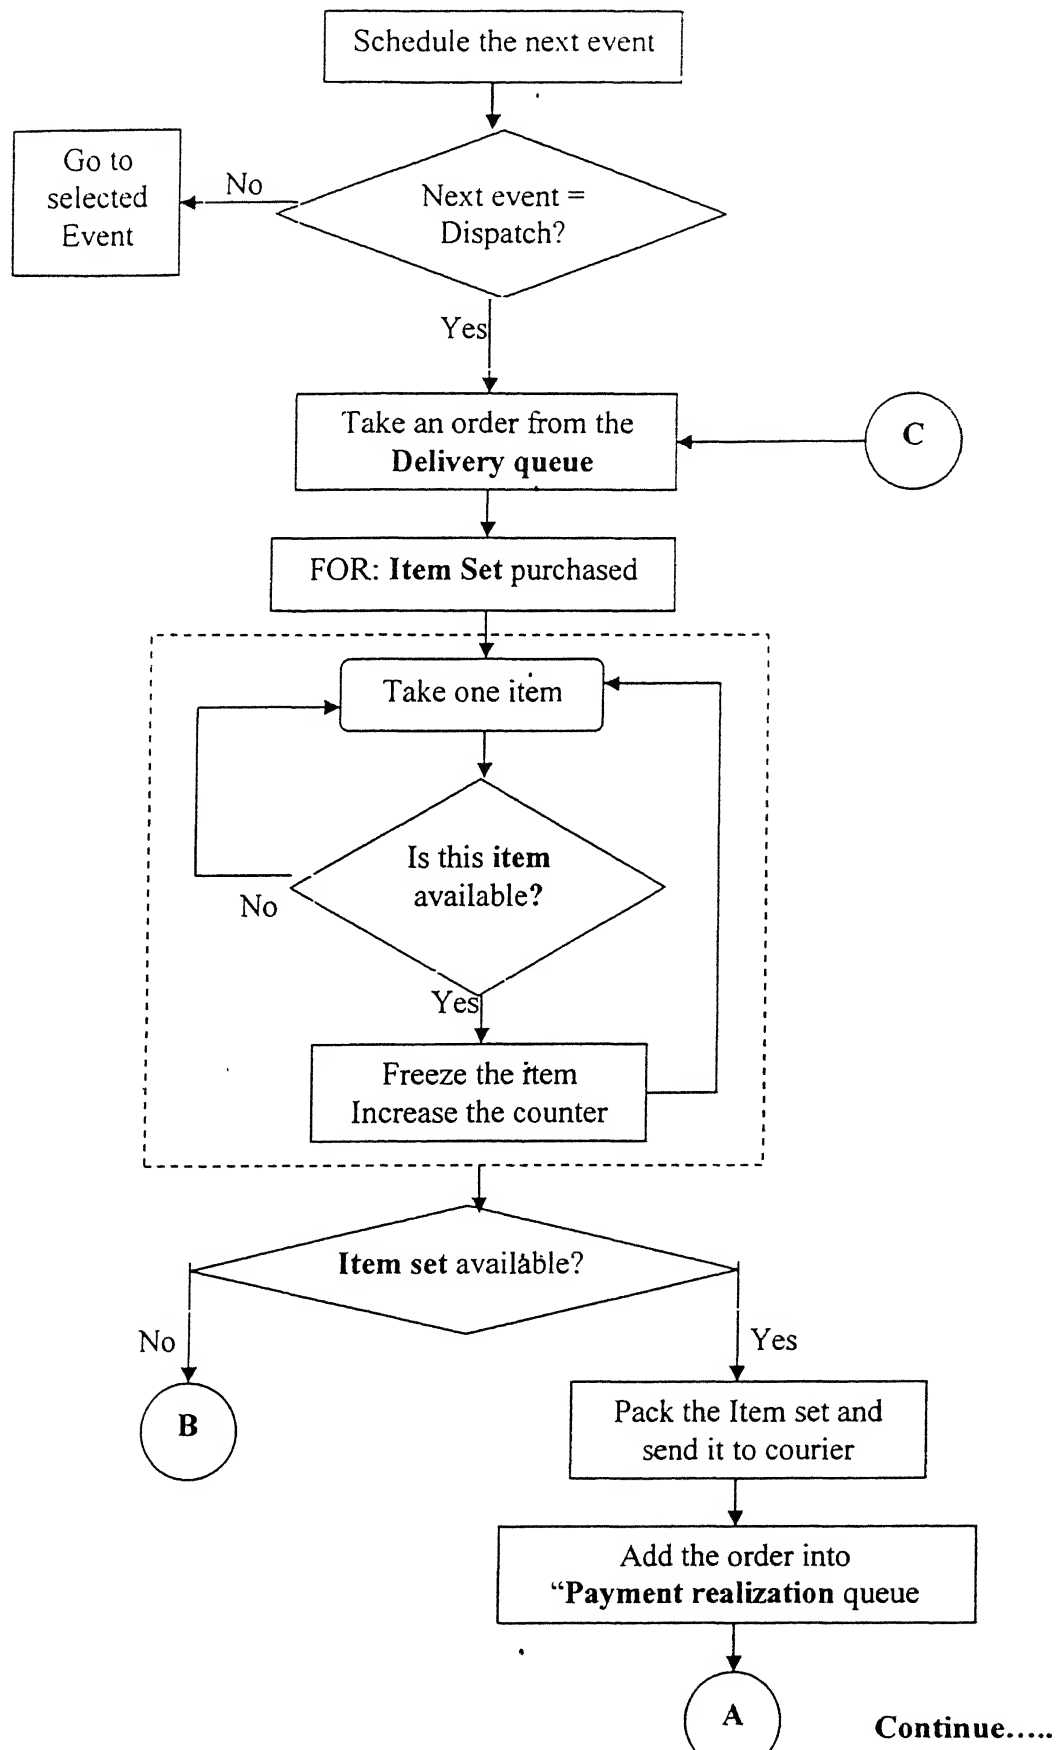 Schedule the next event
Go to
selected
Event
No
Next event =
Dispatch?
Yes
Take an order from the
Delivery queue
C
FOR: Item Set purchased
Take one item
Is this item
available?
No
Yes
Freeze the item
Increase the counter
Item set available?
No
Yes
B
Pack the Item set and
send it to courier
Add the order into
“Payment realization queue
A
Continue.....